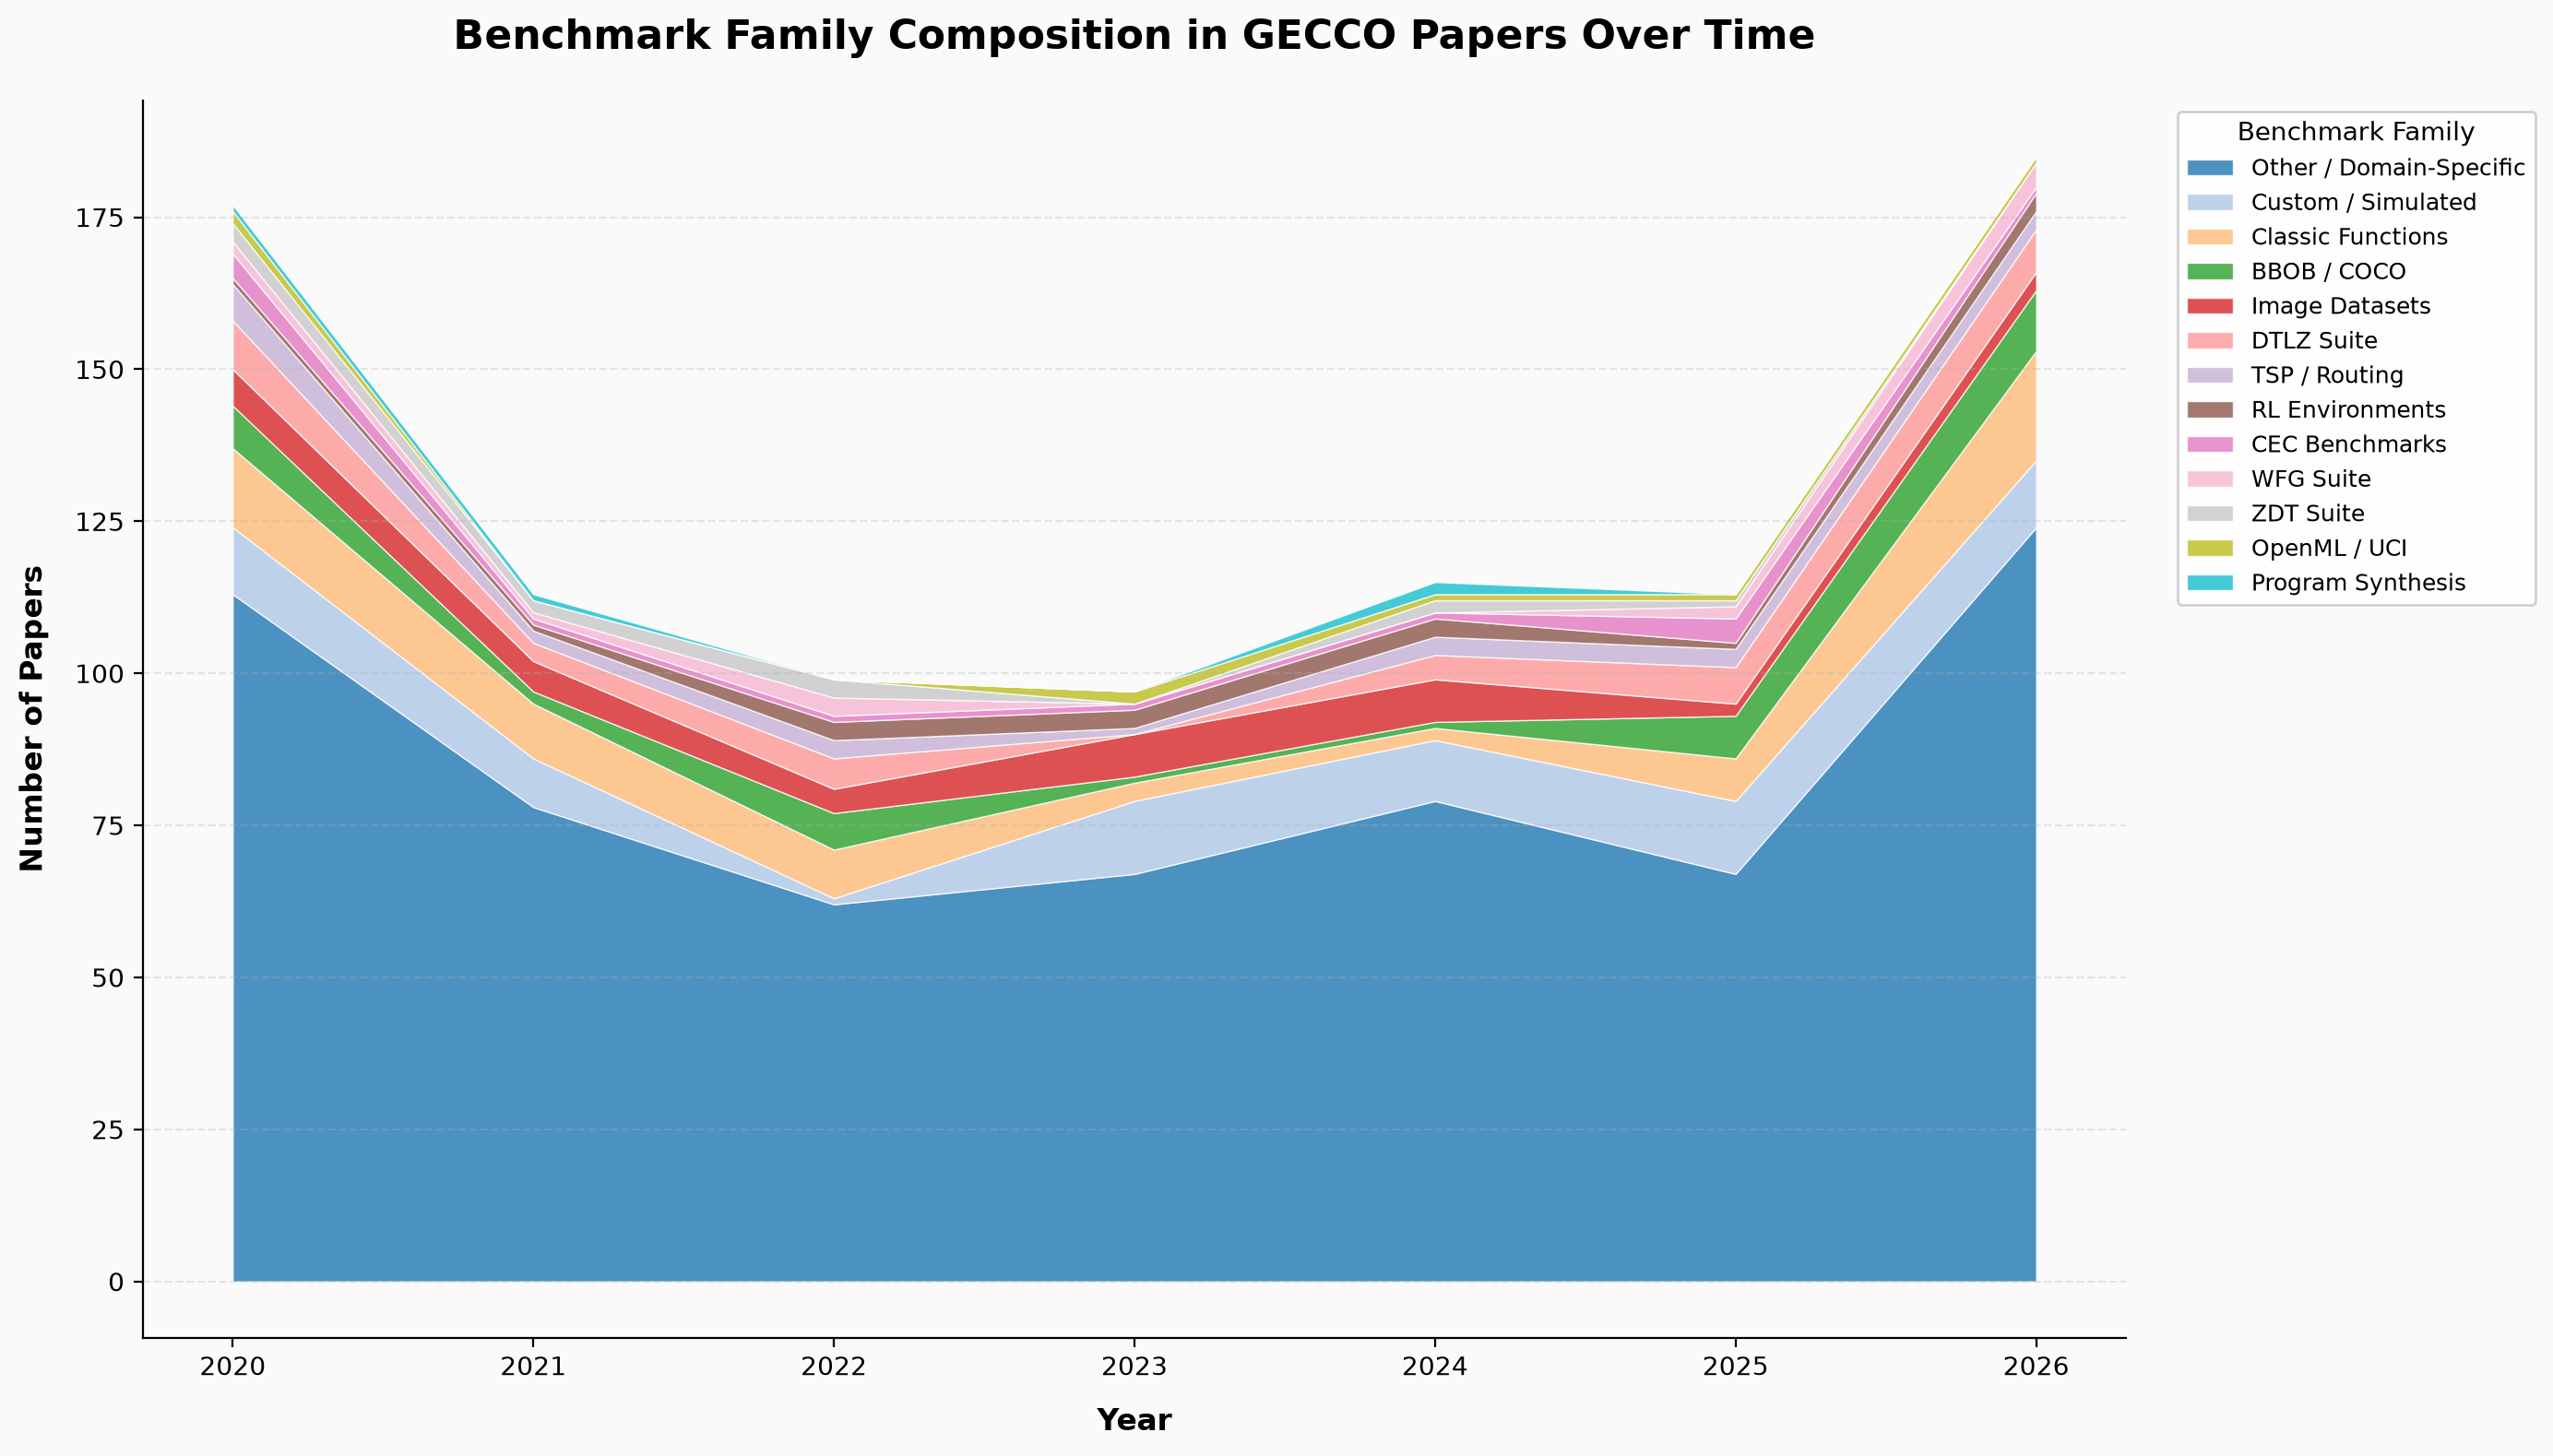 Benchmark Family Composition in GECCO Papers Over Time
Number of Papers
175
150
125
100
75
50
25
0
2020 2021 2022 2023 2024 2025 2026
Year
Benchmark Family
Other / Domain-Specific
Custom / Simulated
Classic Functions
BBOB / COCO
Image Datasets
DTLZ Suite
TSP / Routing
RL Environments
CEC Benchmarks
WFG Suite
ZDT Suite
OpenML / UCI
Program Synthesis